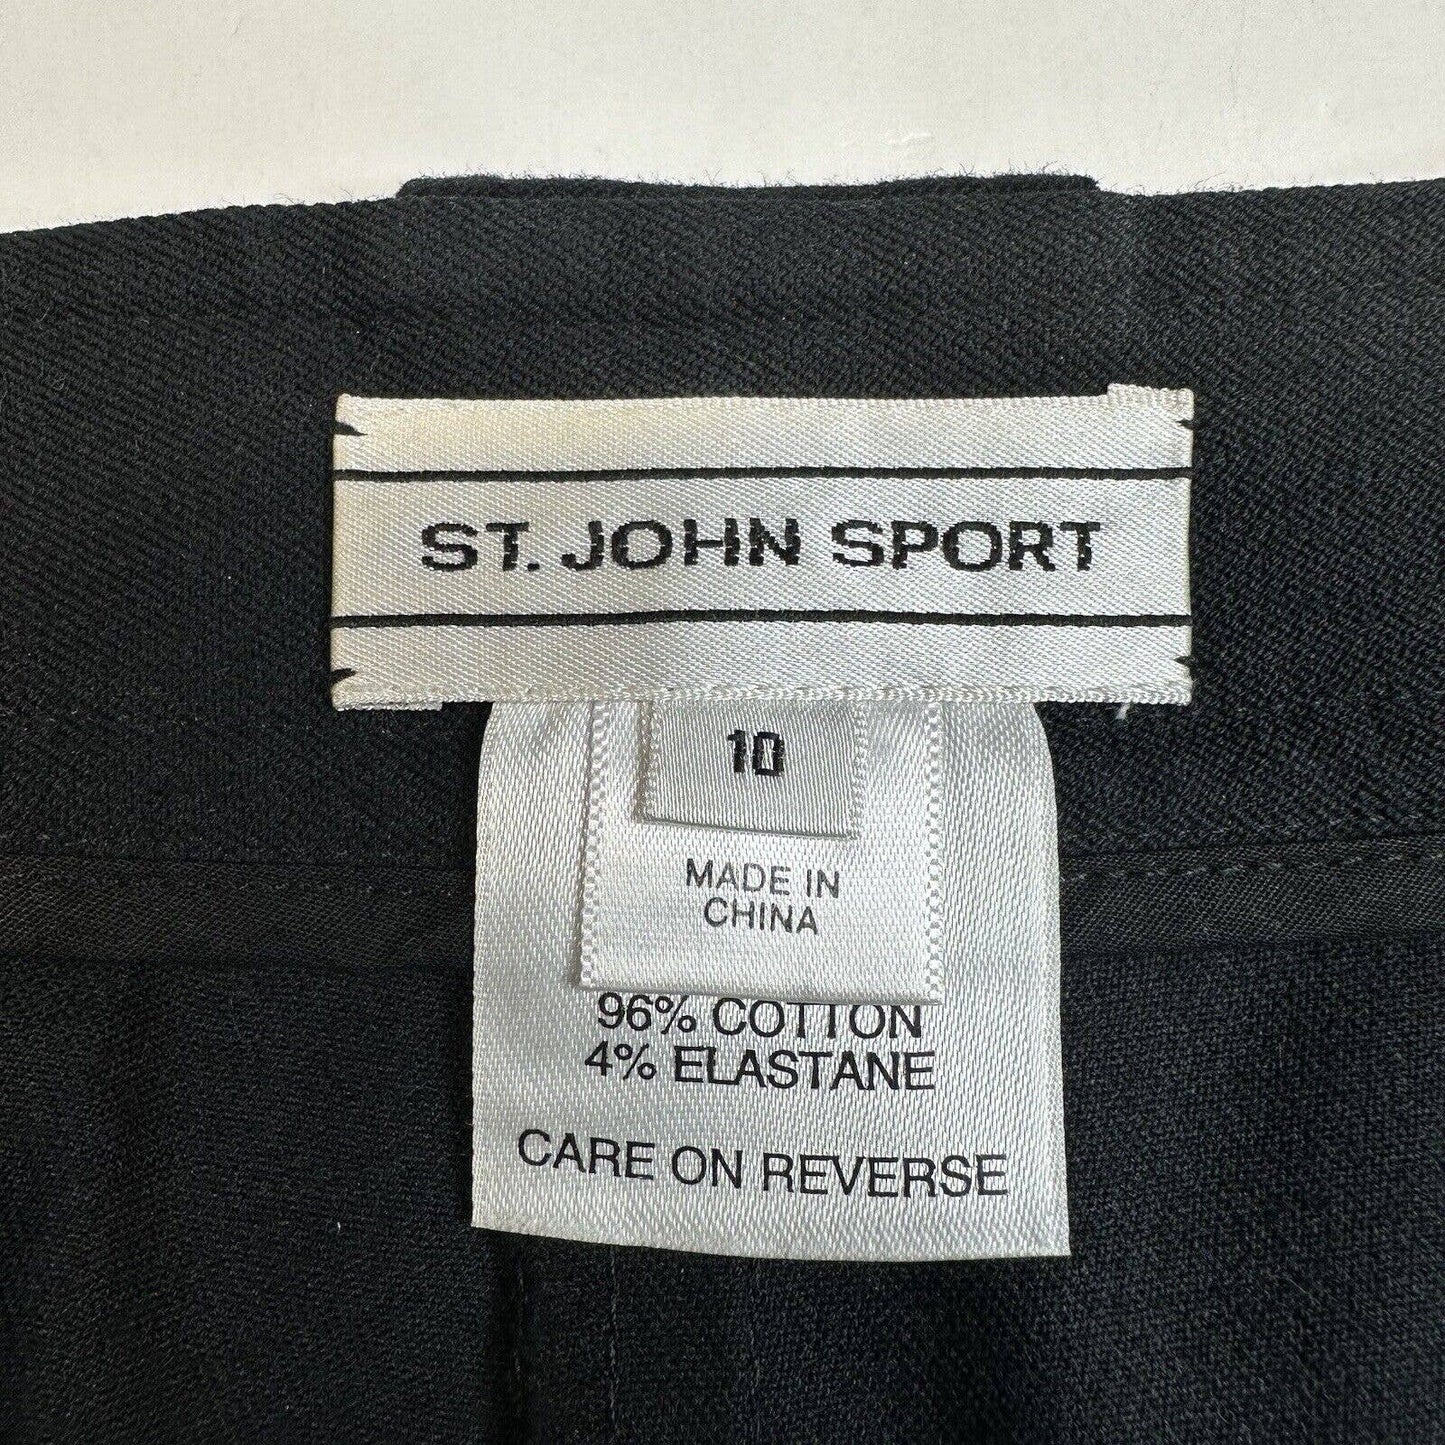 ST. JOHN SPORT
10
MADE IN
CHINA
96% COTTON
4% ELASTANE
CARE ON REVERSE